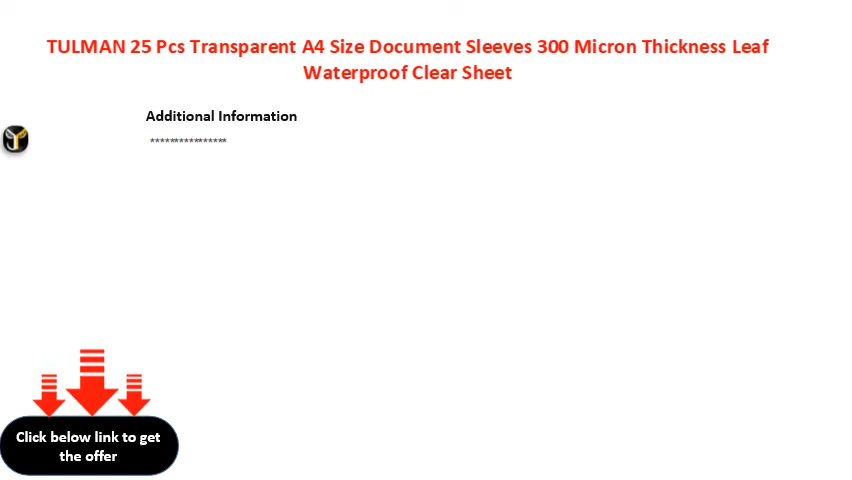 TULMAN 25 Pcs Transparent A4 Size Document Sleeves 300 Micron Thickness Leaf
Waterproof Clear Sheet
Additional Information
****************
Click below link to get
the offer